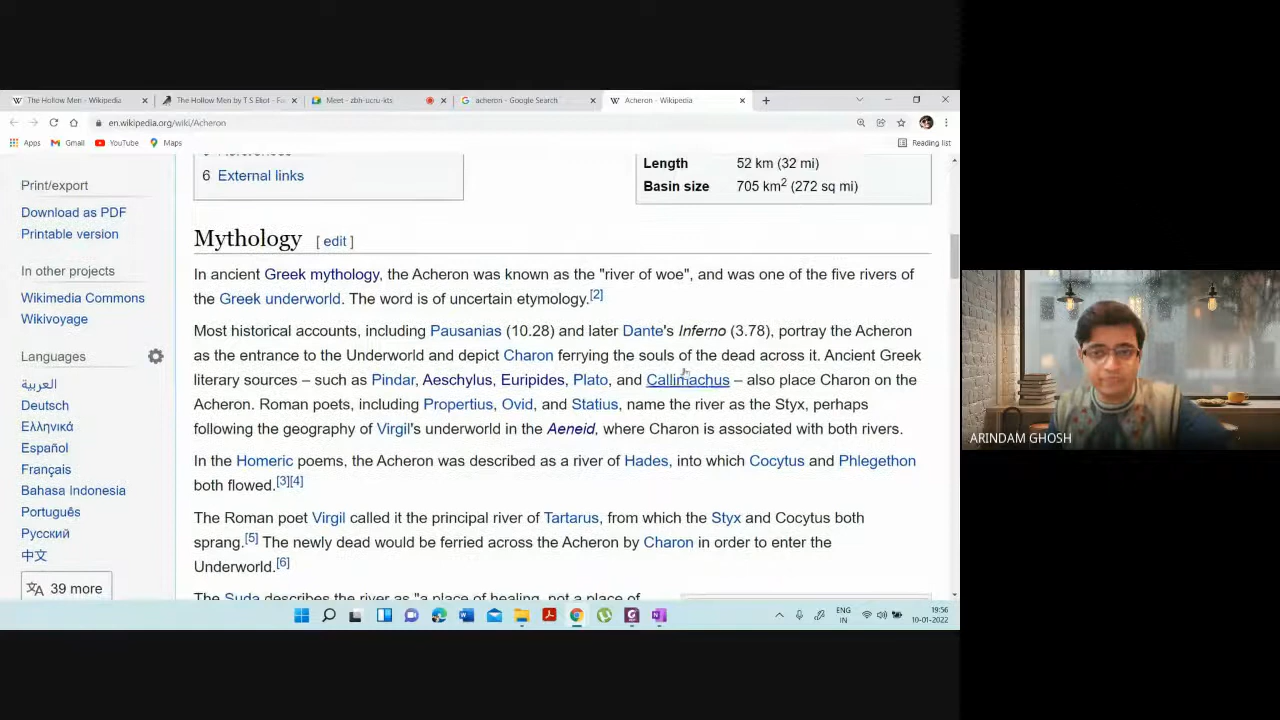 The Hollow Men - Wikipedia
The Hollow Men by T S Eliot - Fa
Meet - zbh-ucru-kts
acheron - Google Search
Acheron - Wikipedia
en.wikipedia.org/wiki/Acheron
Apps Gmail YouTube Maps Reading list
Print/export
Download as PDF
Printable version
In other projects
Wikimedia Commons
Wikivoyage
Languages
العربية
Deutsch
Ελληνικά
Español
Français
Bahasa Indonesia
Português
Русский
中文
39 more
6 External links
Length 52 km (32 mi)
Basin size 705 km2 (272 sq mi)
Mythology [ edit ]
In ancient Greek mythology, the Acheron was known as the "river of woe", and was one of the five rivers of
the Greek underworld. The word is of uncertain etymology.[2]
Most historical accounts, including Pausanias (10.28) and later Dante's Inferno (3.78), portray the Acheron
as the entrance to the Underworld and depict Charon ferrying the souls of the dead across it. Ancient Greek
literary sources – such as Pindar, Aeschylus, Euripides, Plato, and Callimachus – also place Charon on the
Acheron. Roman poets, including Propertius, Ovid, and Statius, name the river as the Styx, perhaps
following the geography of Virgil's underworld in the Aeneid, where Charon is associated with both rivers.
In the Homeric poems, the Acheron was described as a river of Hades, into which Cocytus and Phlegethon
both flowed.[3][4]
The Roman poet Virgil called it the principal river of Tartarus, from which the Styx and Cocytus both
sprang.[5] The newly dead would be ferried across the Acheron by Charon in order to enter the
Underworld.[6]
The Suda describes the river as "a place of healing, not a place of
ENG
IN
19:56
10-01-2022
ARINDAM GHOSH